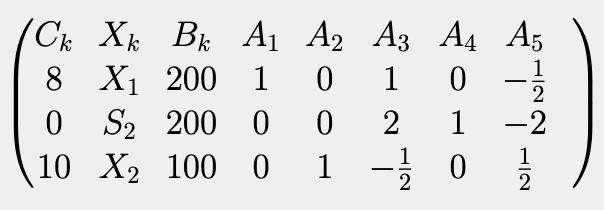 C_k X_k B_k A_1 A_2 A_3 A_4 A_5
8 X_1 200 1 0 1 0 -1/2
0 S_2 200 0 0 2 1 -2
10 X_2 100 0 1 -1/2 0 1/2